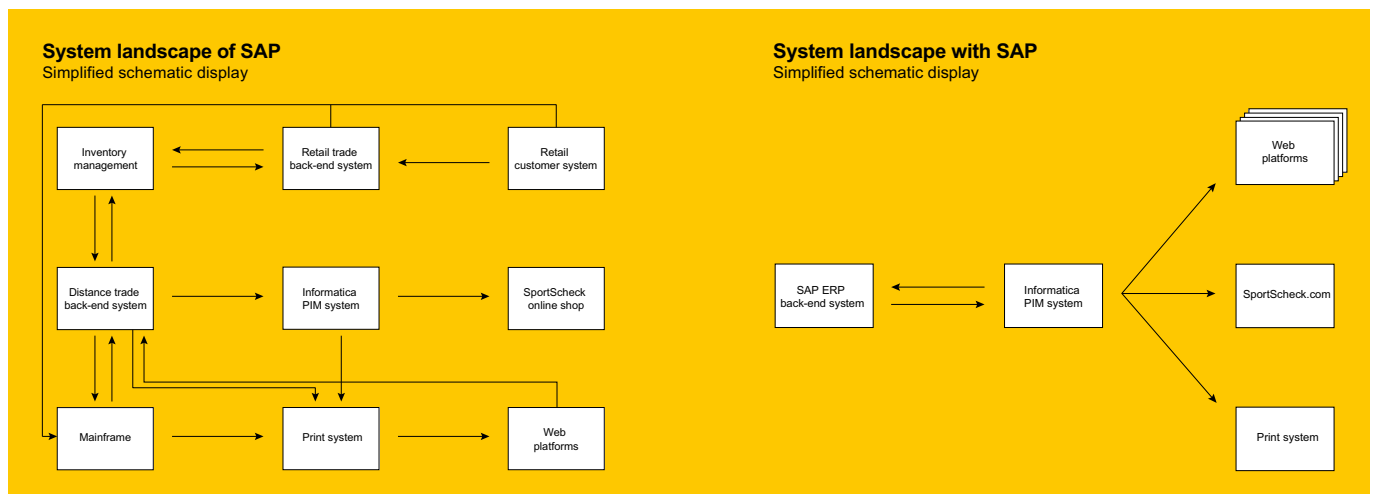 System landscape of SAP
Simplified schematic display
Inventory
management
Retail trade
back-end system
Retail
customer system
Distance trade
back-end system
Informatica
PIM system
SportScheck
online shop
Mainframe
Print system
Web
platforms
System landscape with SAP
Simplified schematic display
Web
platforms
SAP ERP
back-end system
Informatica
PIM system
SportScheck.com
Print system